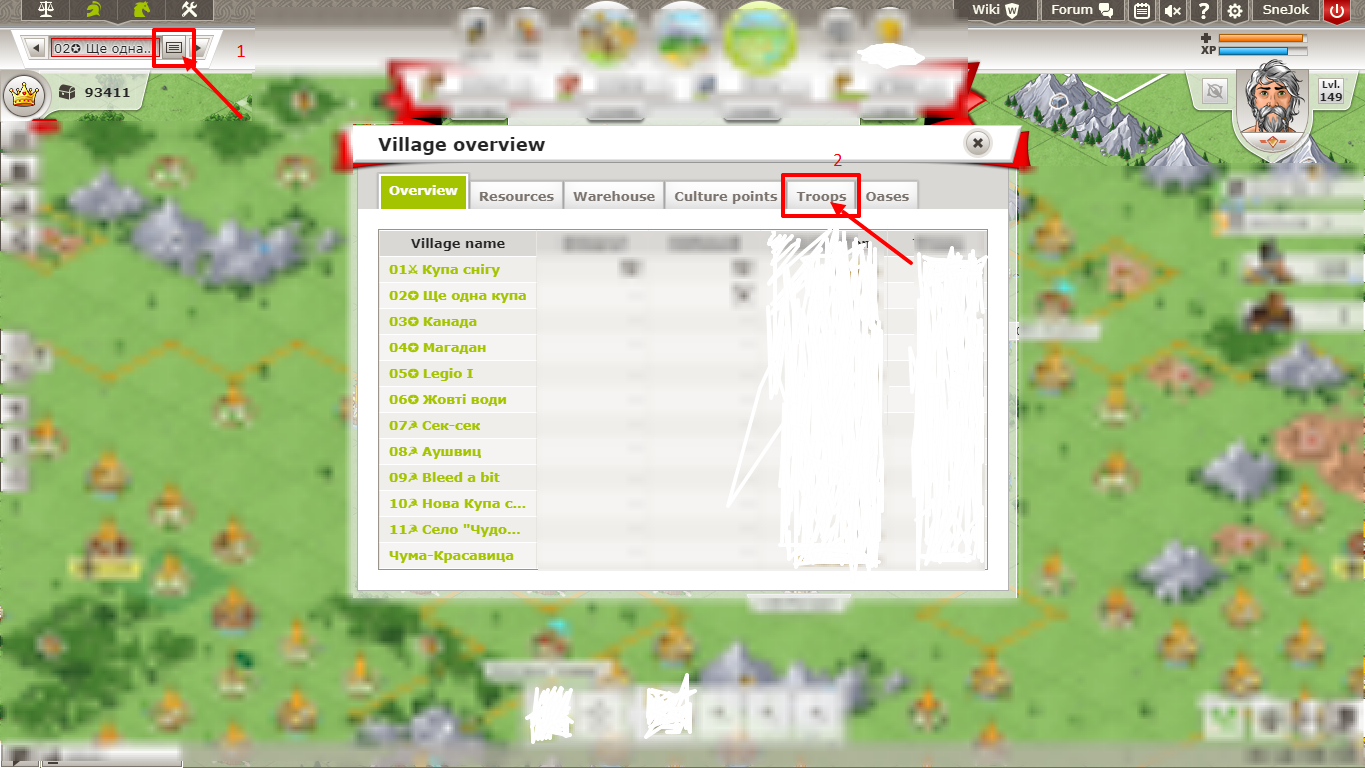 Wiki Forum ? SneJok
02✪ Ще одна... 1
XP
93411
Lvl.
149
Village overview
2
Overview Resources Warehouse Culture points Troops Oases
Village name
01⚔ Купа снігу
02✪ Ще одна купа
03✪ Канада
04✪ Магадан
05✪ Legio I
06✪ Жовті води
07☭ Сек-сек
08☭ Аушвиц
09☭ Bleed a bit
10☭ Нова Купа с...
11☭ Село "Чудо...
Чума-Красавица